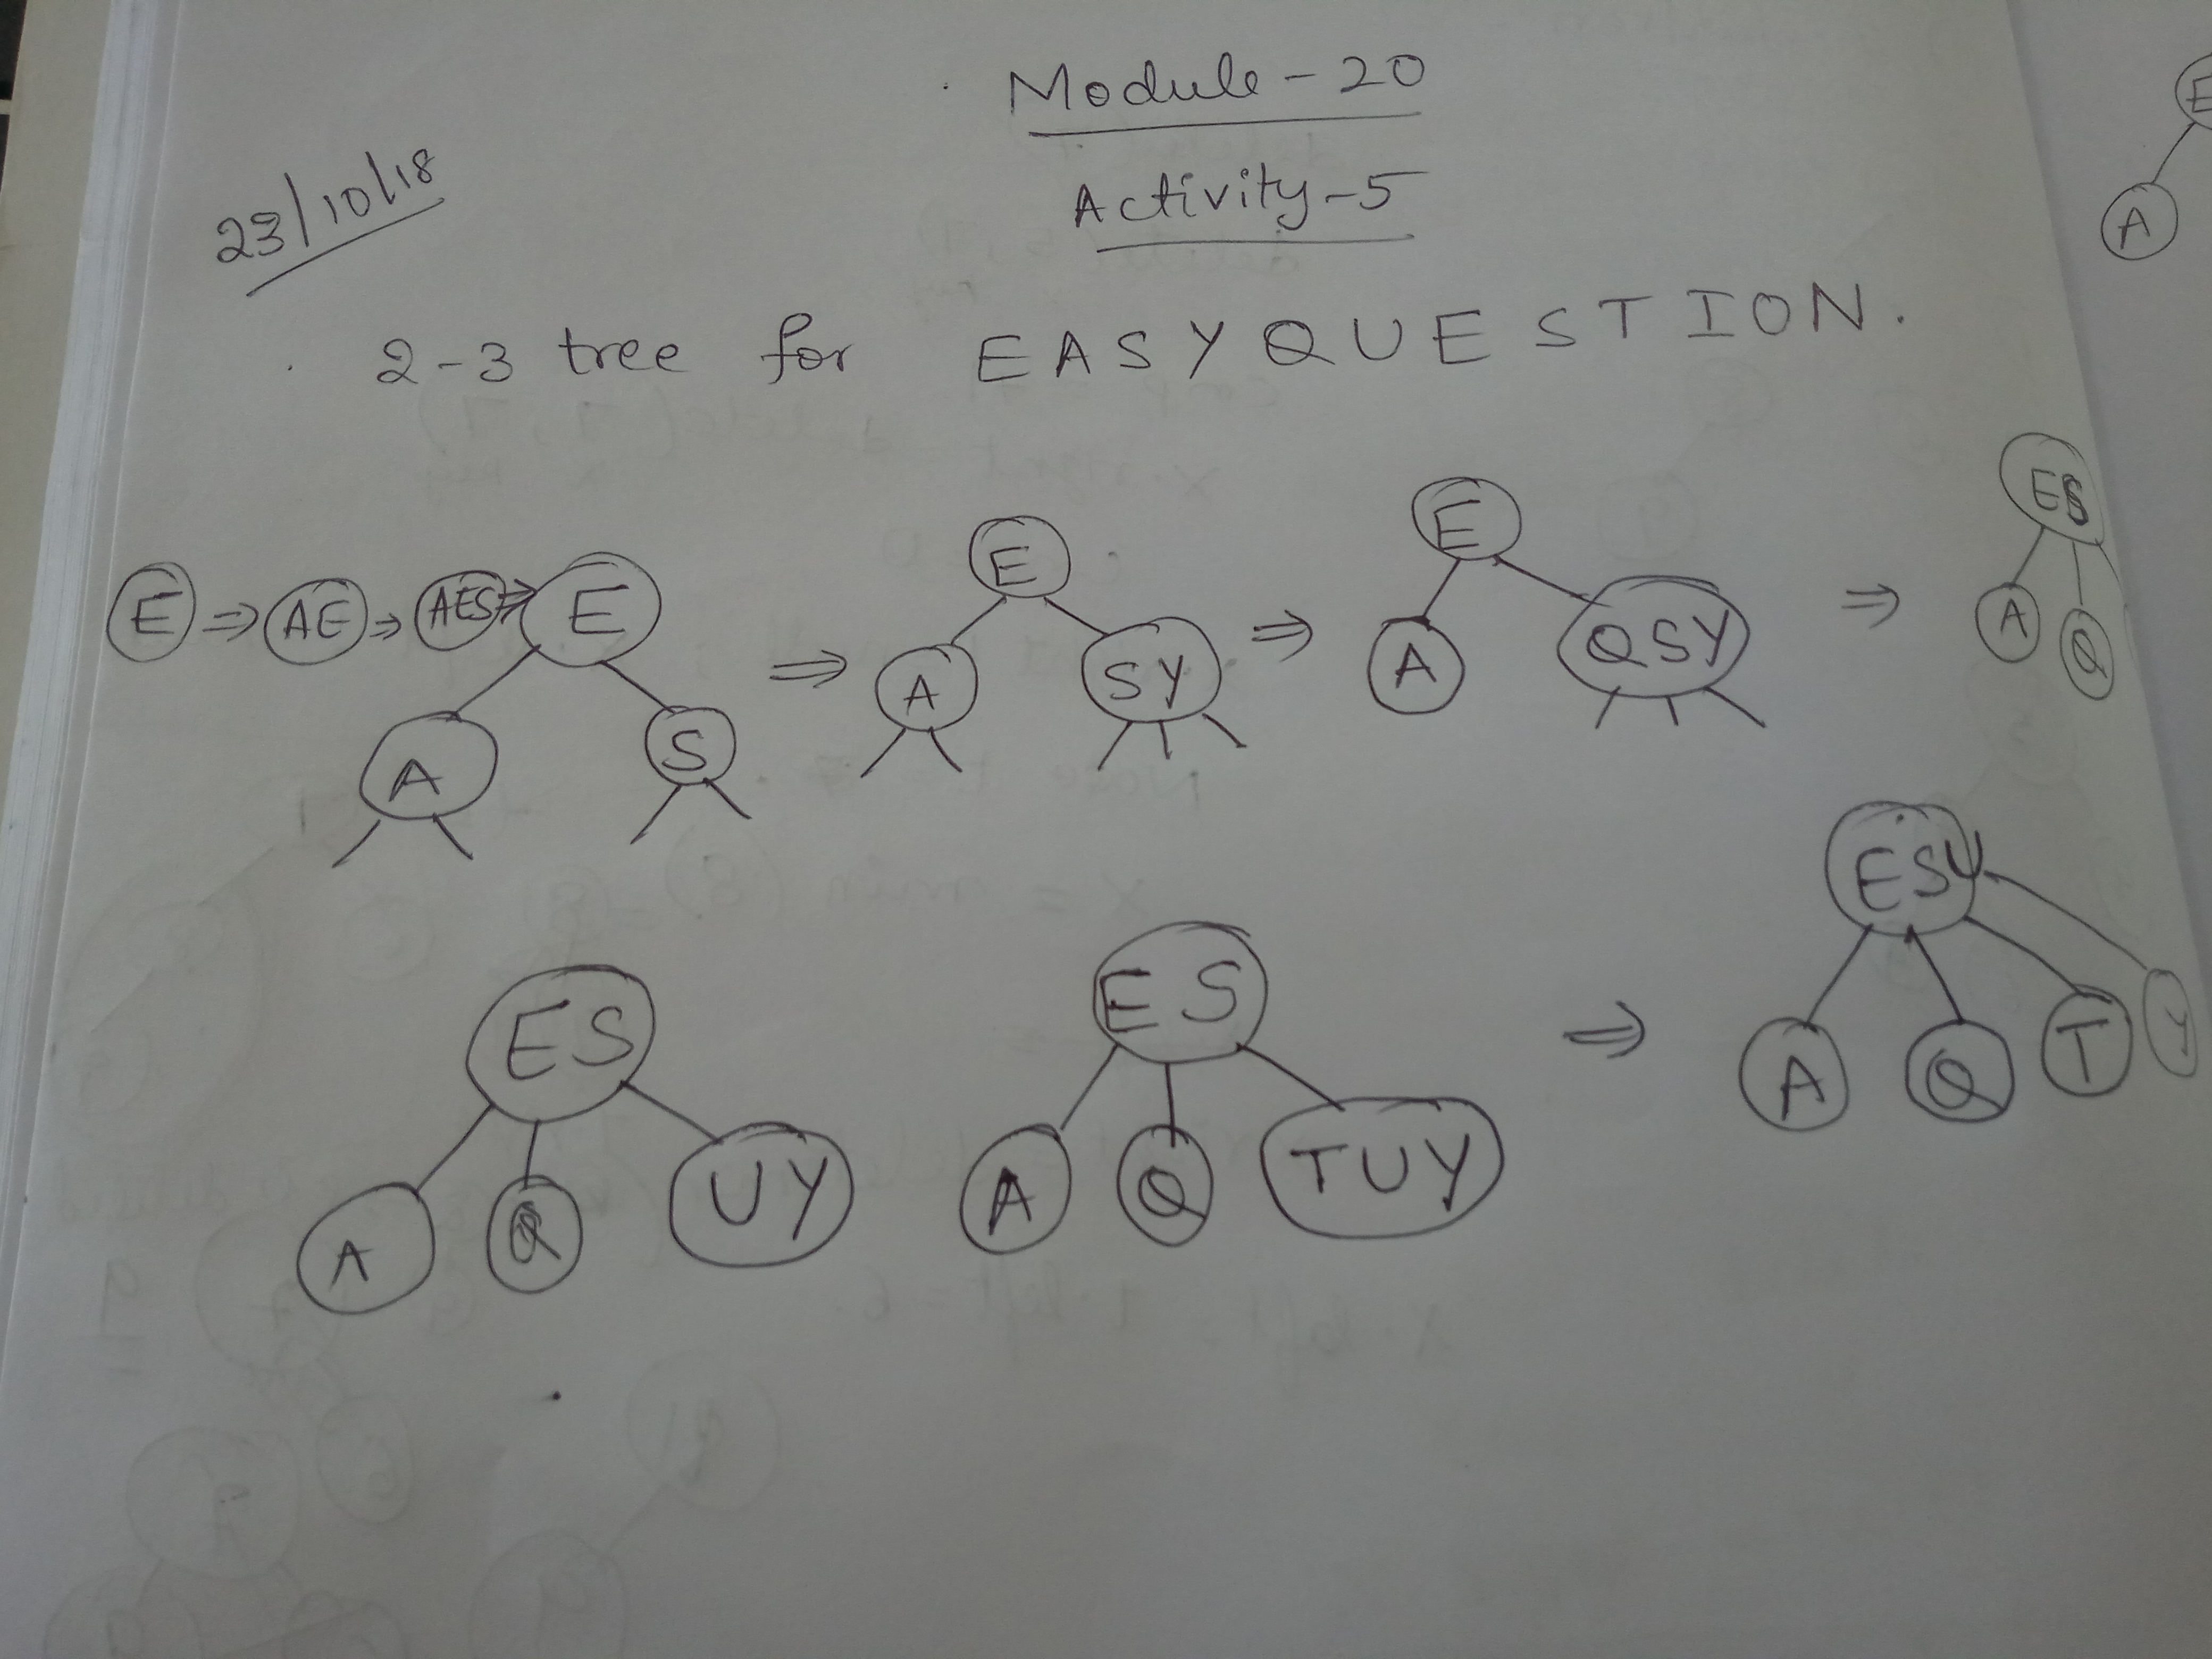 Module - 20
23/10/18
Activity - 5
2-3 tree for EASYQUESTION.
E ⇒ AE ⇒ AES ⇒ E ⇒ E ⇒ E ⇒ ES
A S A SY A QSY A Q
ES ES ⇒ ESU
A Q UY A Q TUY A Q T Y
E
A